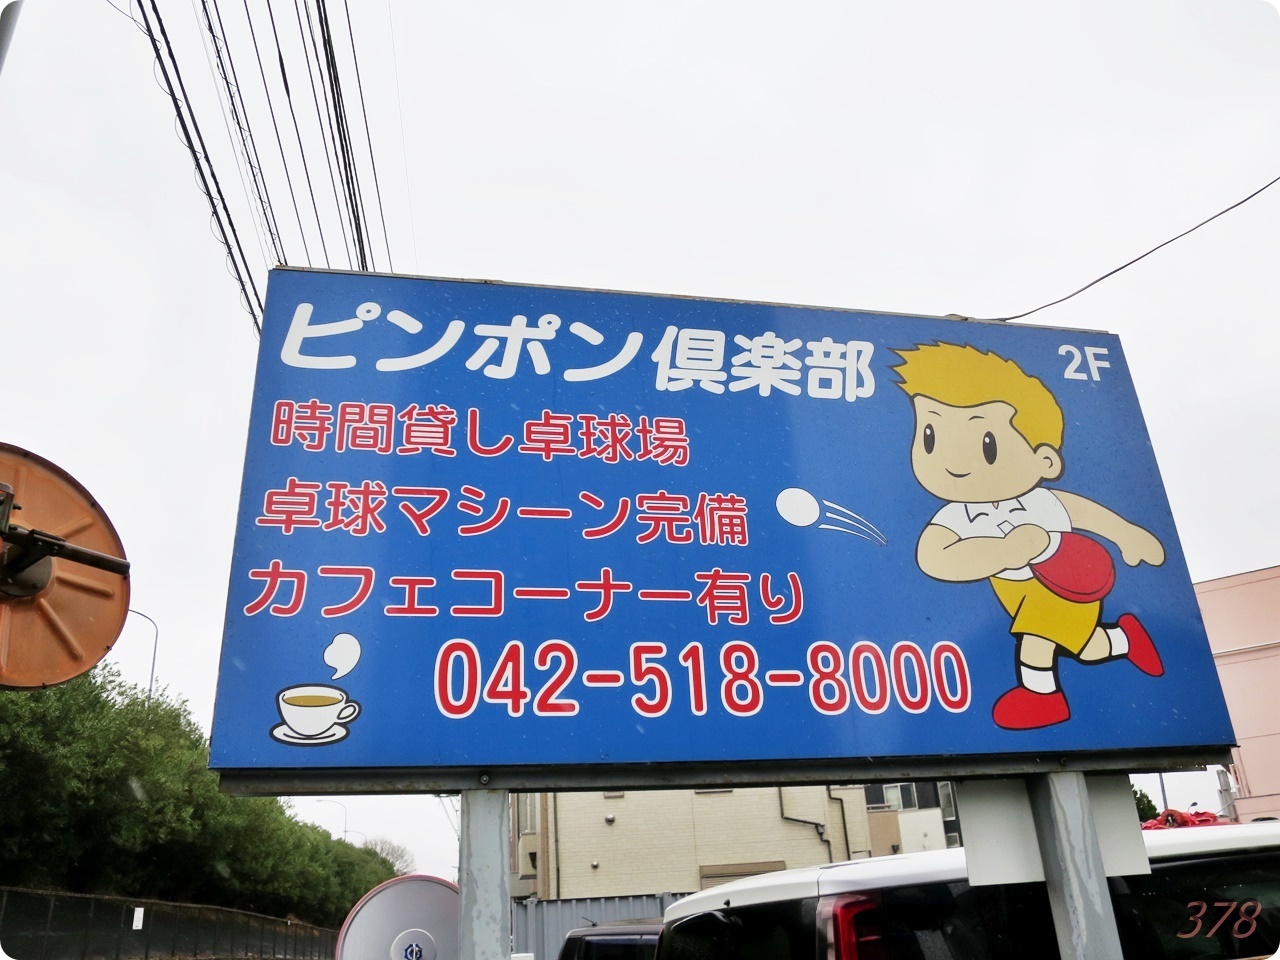 ピンポン倶楽部
2F
時間貸し卓球場
卓球マシーン完備
カフェコーナー有り
042-518-8000
378